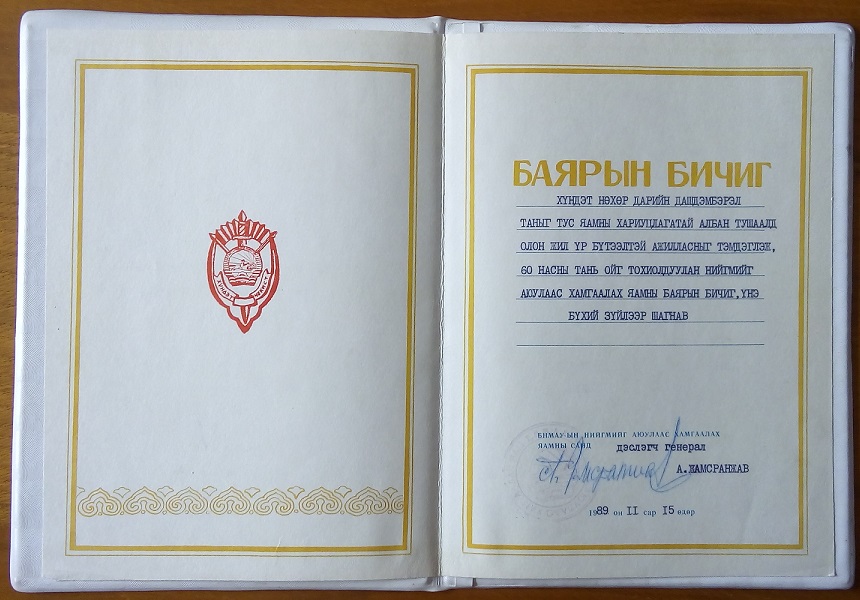 БАЯРЫН БИЧИГ
ХҮНДЭТ НӨХӨР ДАРИЙН ДАШДЭМБЭРЭЛ
ТАНЫГ ТУС ЯАМНЫ ХАРИУЦЛАГАТАЙ АЛБАН ТУШААЛД
ОЛОН ЖИЛ ҮР БҮТЭЭЛТЭЙ АЖИЛЛАСНЫГ ТЭМДЭГЛЭЖ,
60 НАСНЫ ТАНЬ ОЙГ ТОХИОЛДУУЛАН НИЙГМИЙГ
АЮУЛААС ХАМГААЛАХ ЯАМНЫ БАЯРЫН БИЧИГ,ҮНЭ
БҮХИЙ ЗҮЙЛЭЭР ШАГНАВ
БНМАУ-ЫН НИЙГМИЙГ АЮУЛААС ХАМГААЛАХ
ЯАМНЫ САЙД дэслэгч генерал
А.ЖАМСРАНЖАВ
1989 он II сар I5 өдөр